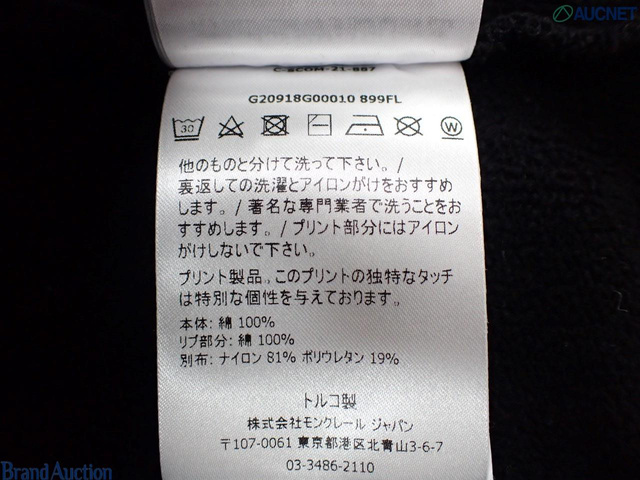 AUCNET
C-SCOM-21-887
G20918G00010 899FL
30
W
他のものと分けて洗って下さい。/
裏返しての洗濯とアイロンがけをおすすめ
します。/ 著名な専門業者で洗うことをお
すすめします。/ プリント部分にはアイロン
がけしないで下さい。
プリント製品。このプリントの独特なタッチ
は特別な個性を与えております。
本体: 綿 100%
リブ部分: 綿 100%
別布: ナイロン 81% ポリウレタン 19%
トルコ製
株式会社モンクレール ジャパン
〒107-0061 東京都港区北青山3-6-7
03-3486-2110
Brand Auction